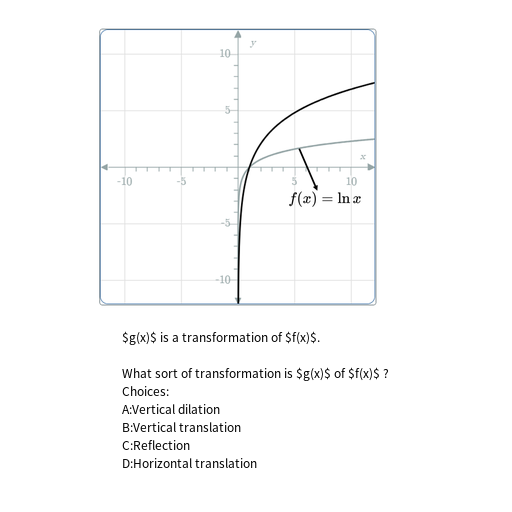 y
10
5
x
-10
-5
5
10
f(x) = ln x
-5
-10
$g(x)$ is a transformation of $f(x)$.
What sort of transformation is $g(x)$ of $f(x)$ ?
Choices:
A:Vertical dilation
B:Vertical translation
C:Reflection
D:Horizontal translation